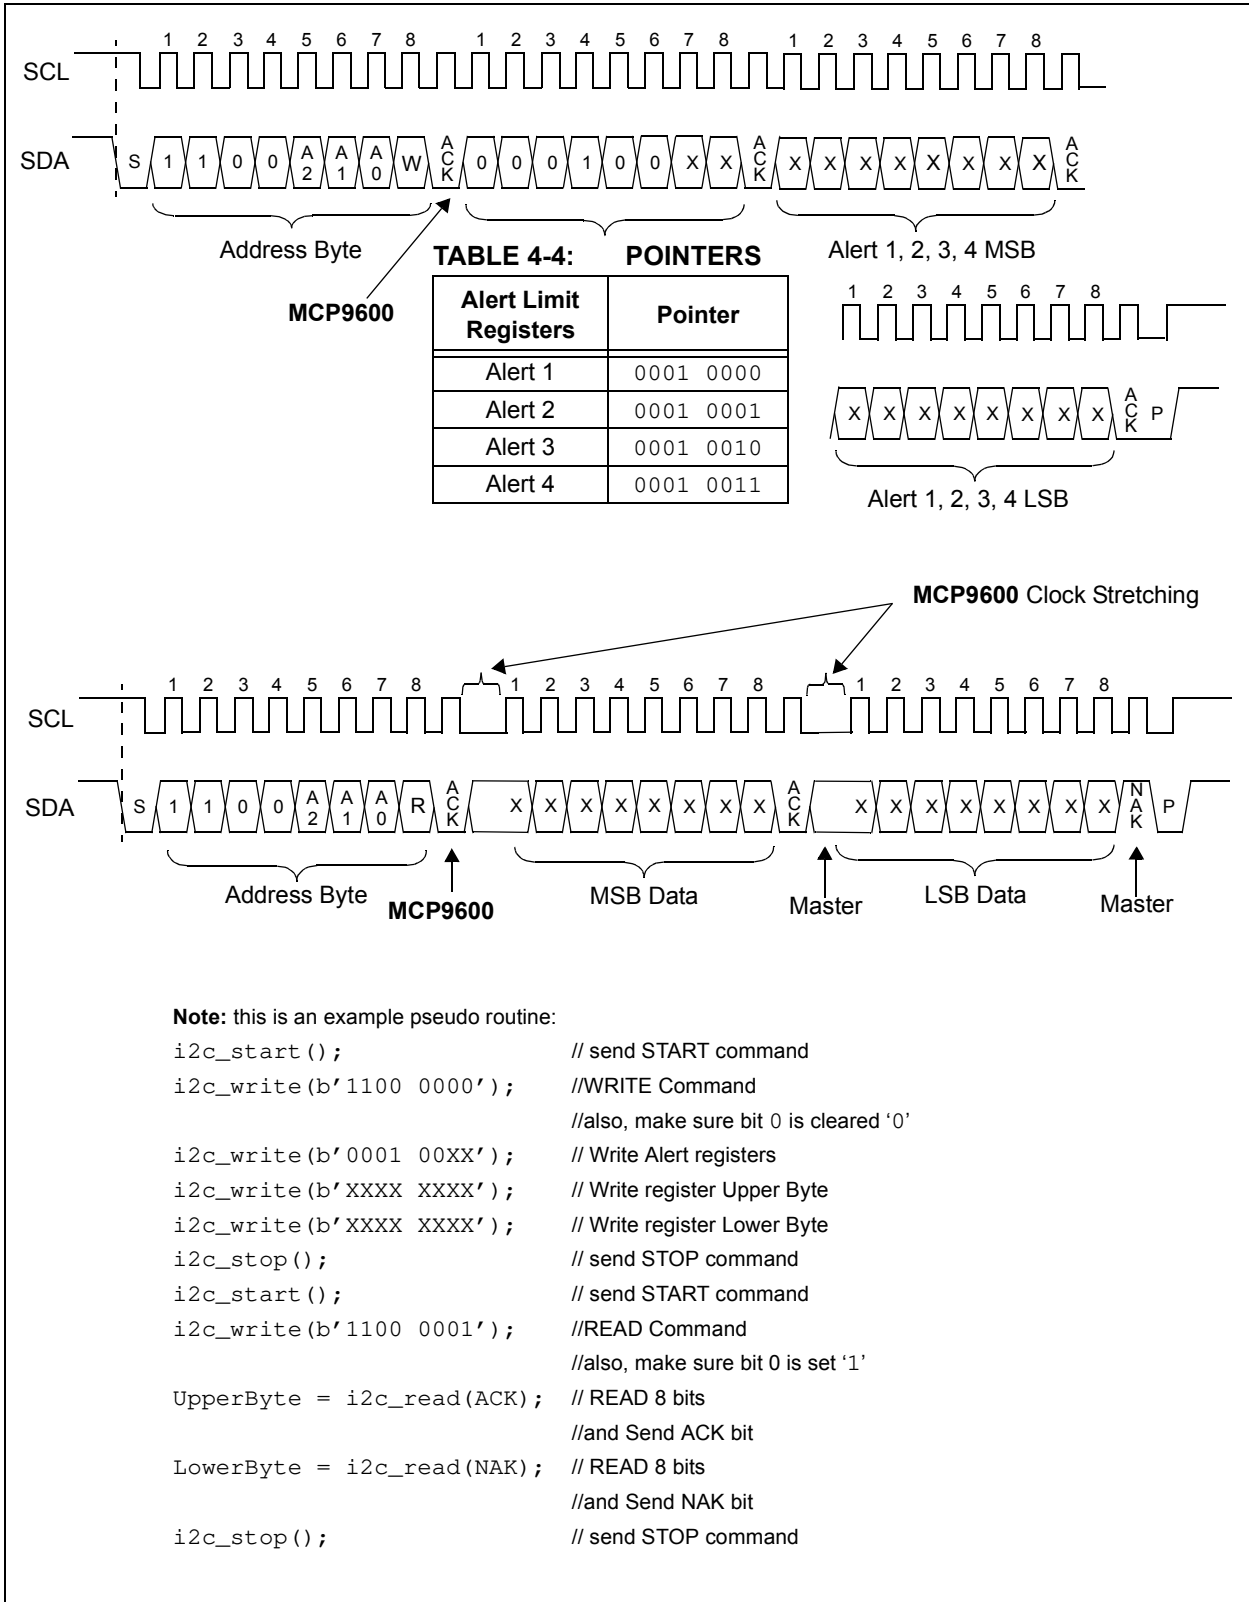 1 2 3 4 5 6 7 8 1 2 3 4 5 6 7 8 1 2 3 4 5 6 7 8
SCL
SDA S 1 1 0 0 A2 A1 A0 W ACK 0 0 0 1 0 0 X X ACK X X X X X X X X ACK
Address Byte
Alert 1, 2, 3, 4 MSB
MCP9600
TABLE 4-4: POINTERS
Alert Limit Registers Pointer
Alert 1 0001 0000
Alert 2 0001 0001
Alert 3 0001 0010
Alert 4 0001 0011
1 2 3 4 5 6 7 8
X X X X X X X X ACK P
Alert 1, 2, 3, 4 LSB
MCP9600 Clock Stretching
1 2 3 4 5 6 7 8 1 2 3 4 5 6 7 8 1 2 3 4 5 6 7 8
SCL
SDA S 1 1 0 0 A2 A1 A0 R ACK X X X X X X X X ACK X X X X X X X X NAK P
Address Byte MCP9600 MSB Data Master LSB Data Master
Note: this is an example pseudo routine:
i2c_start(); // send START command
i2c_write(b'1100 0000'); //WRITE Command
//also, make sure bit 0 is cleared ‘0’
i2c_write(b'0001 00XX'); // Write Alert registers
i2c_write(b'XXXX XXXX'); // Write register Upper Byte
i2c_write(b'XXXX XXXX'); // Write register Lower Byte
i2c_stop(); // send STOP command
i2c_start(); // send START command
i2c_write(b'1100 0001'); //READ Command
//also, make sure bit 0 is set ‘1’
UpperByte = i2c_read(ACK); // READ 8 bits
//and Send ACK bit
LowerByte = i2c_read(NAK); // READ 8 bits
//and Send NAK bit
i2c_stop(); // send STOP command